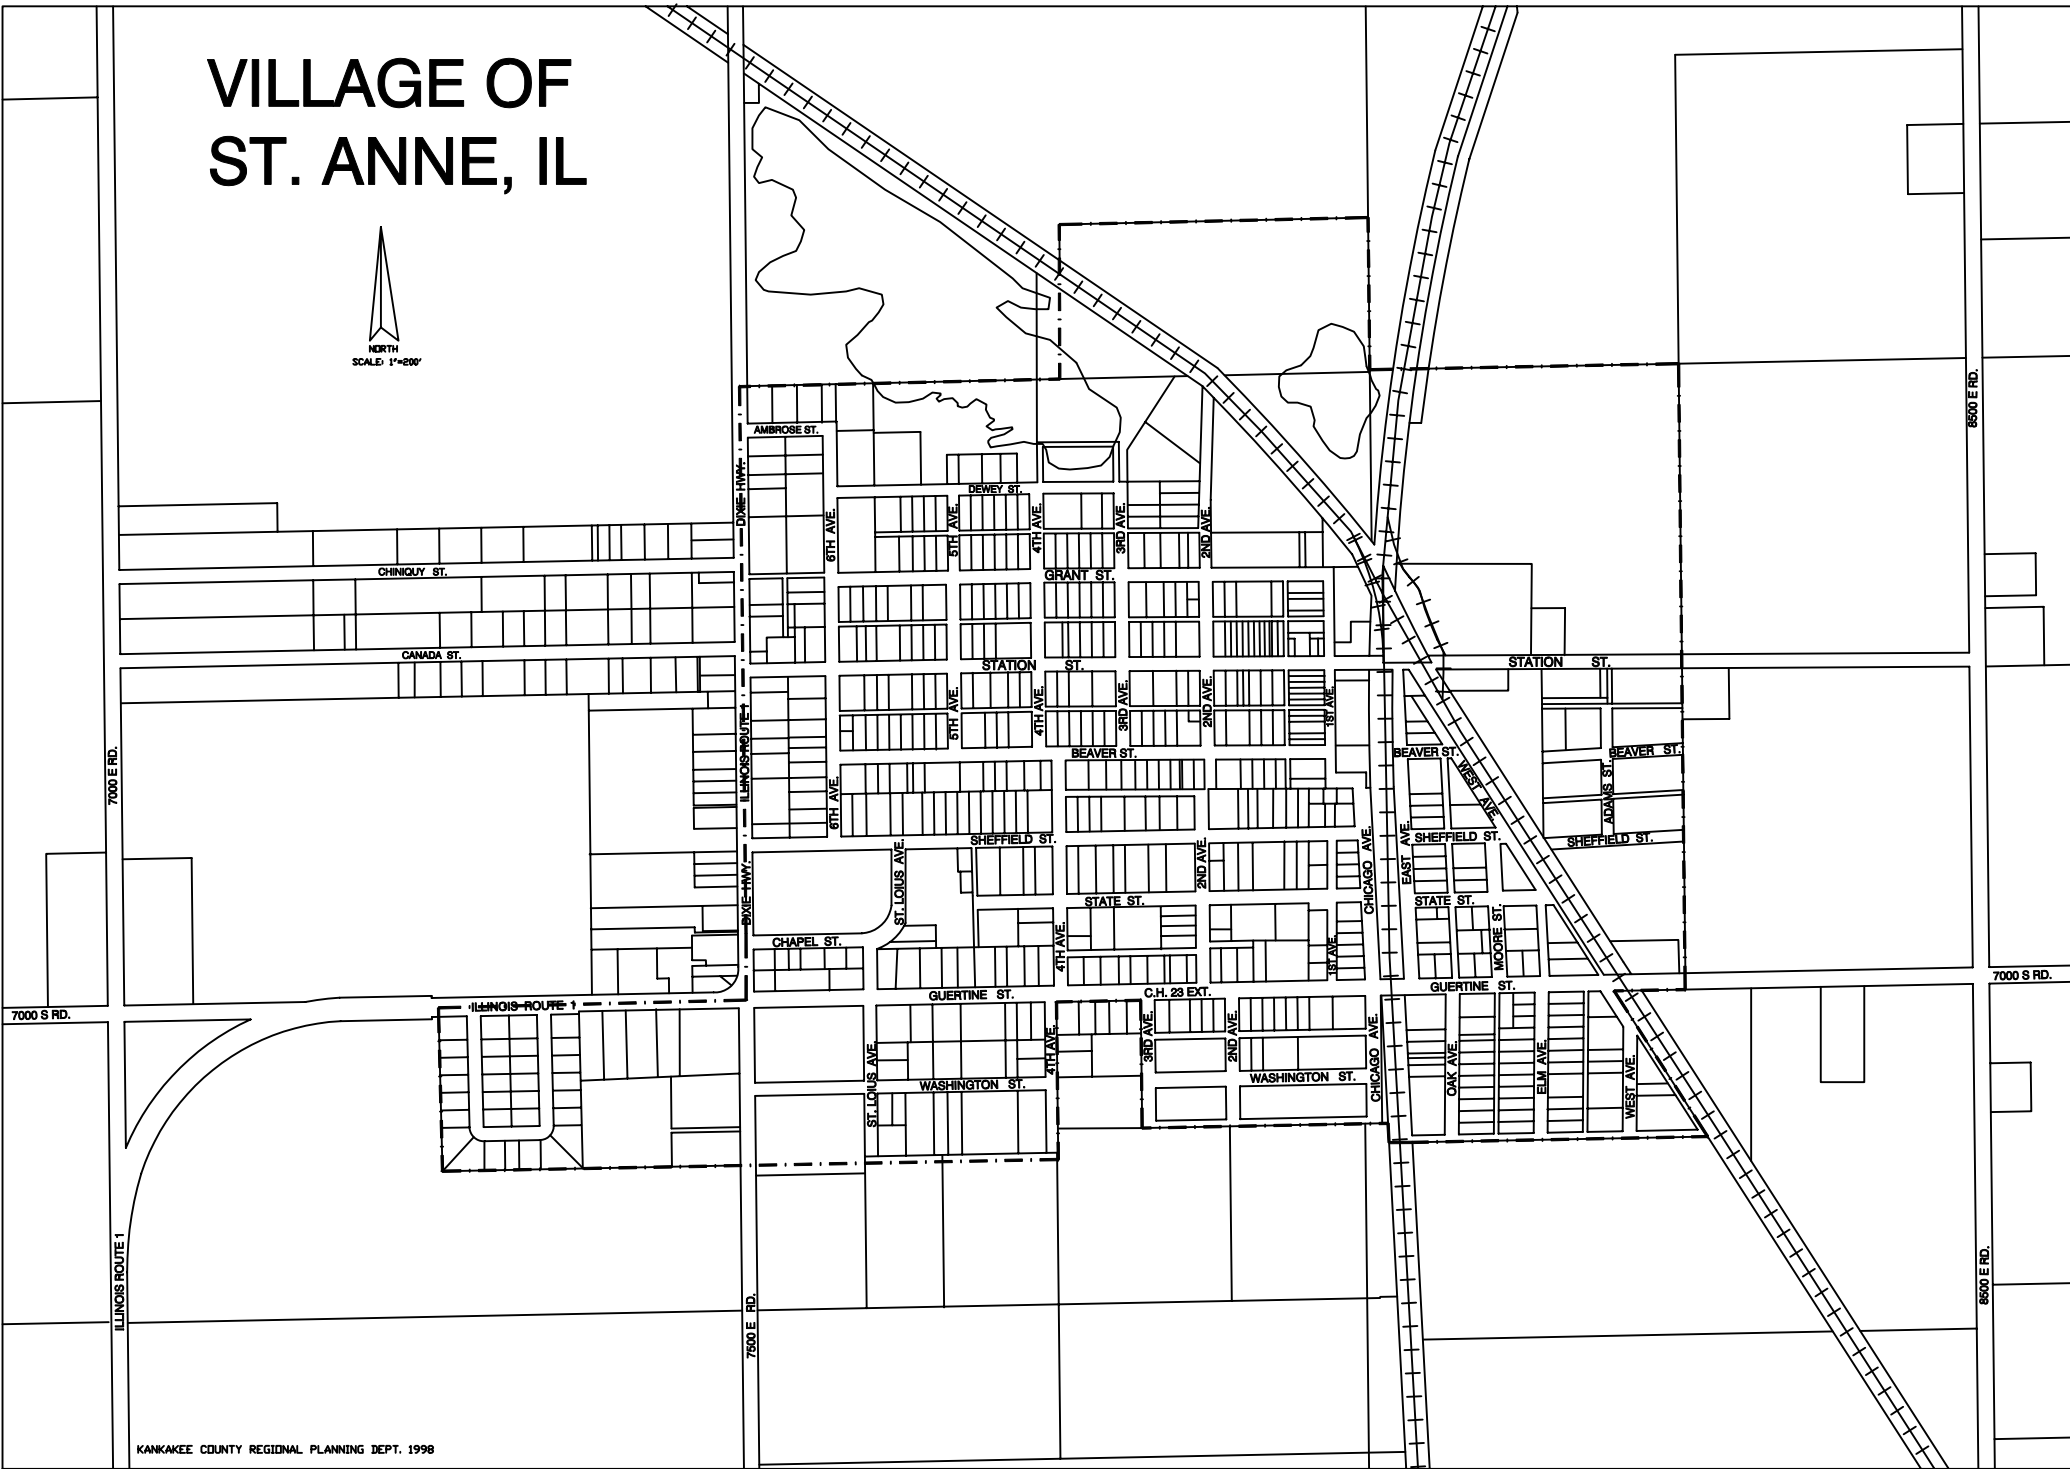 VILLAGE OF
ST. ANNE, IL
NORTH
SCALE: 1"=200'
8500 E RD.
AMBROSE ST.
DIXIE HWY.
DEWEY ST.
6TH AVE.
5TH AVE.
4TH AVE.
3RD AVE.
2ND AVE.
CHINIQUY ST.
GRANT ST.
CANADA ST.
STATION ST.
STATION ST.
5TH AVE.
4TH AVE.
3RD AVE.
2ND AVE.
1ST AVE.
ILLINOIS ROUTE 1
7000 E RD.
BEAVER ST.
BEAVER ST.
BEAVER ST.
WEST AVE.
ADAMS ST.
6TH AVE.
SHEFFIELD ST.
SHEFFIELD ST.
SHEFFIELD ST.
DIXIE HWY.
ST. LOIUS AVE.
2ND AVE.
CHICAGO AVE.
EAST AVE.
STATE ST.
STATE ST.
CHAPEL ST.
4TH AVE.
1ST AVE.
MOORE ST.
7000 S RD.
ILLINOIS ROUTE 1
GUERTINE ST.
C.H. 23 EXT.
GUERTINE ST.
7000 S RD.
ST. LOIUS AVE.
4TH AVE.
3RD AVE.
2ND AVE.
CHICAGO AVE.
OAK AVE.
ELM AVE.
WEST AVE.
WASHINGTON ST.
WASHINGTON ST.
ILLINOIS ROUTE 1
7500 E RD.
8500 E RD.
KANKAKEE COUNTY REGIONAL PLANNING DEPT. 1998